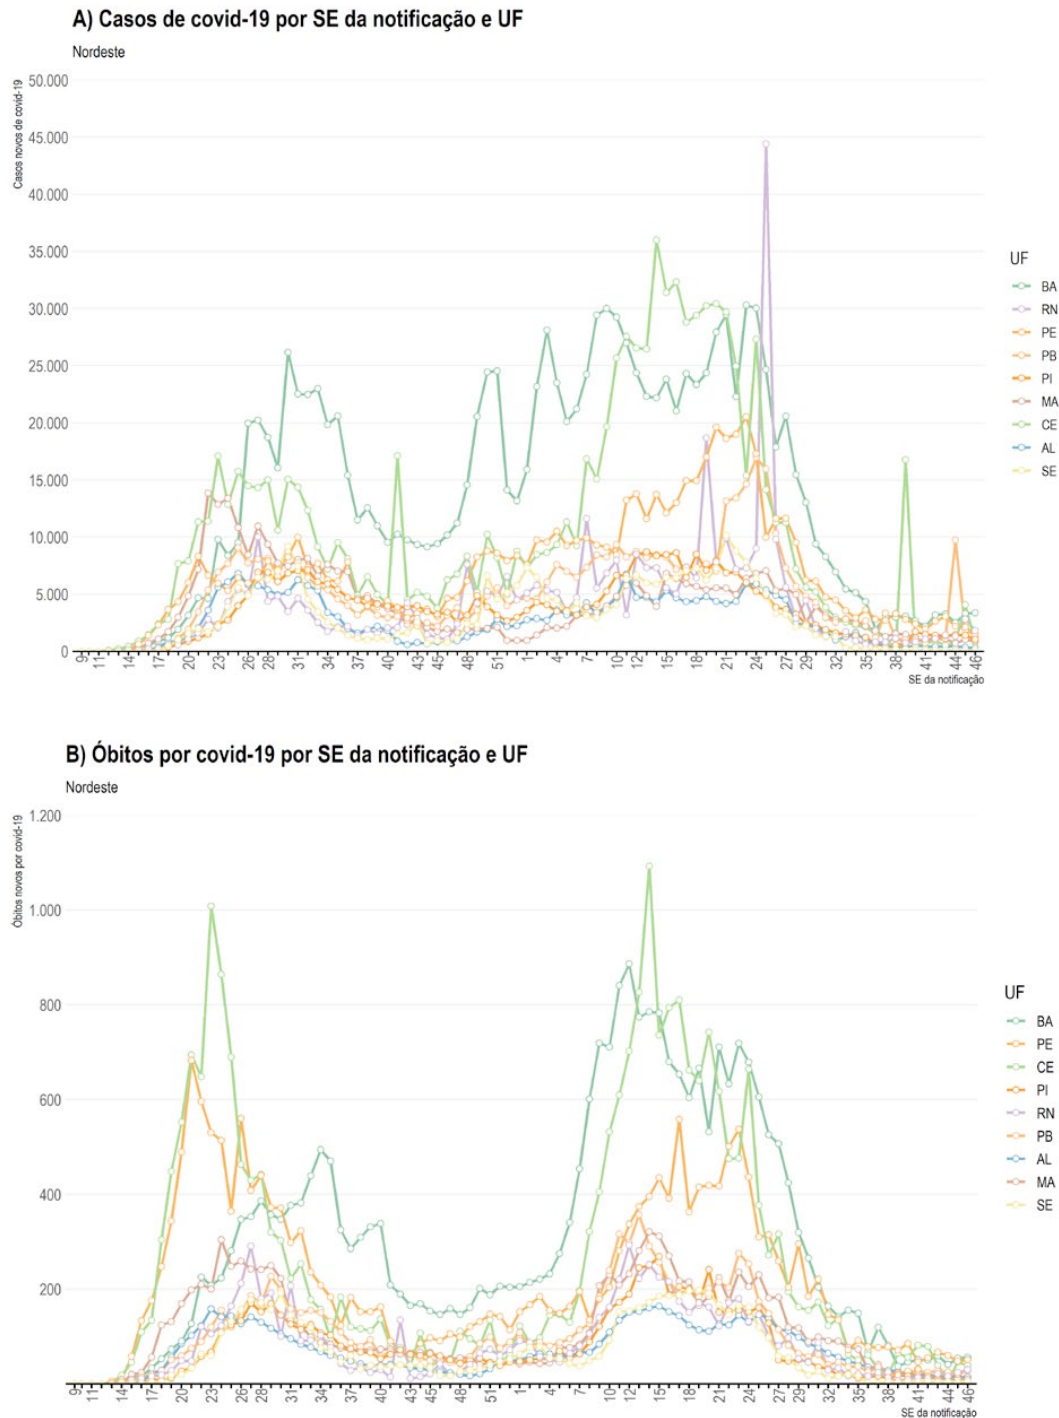 A) Casos de covid-19 por SE da notificação e UF
Nordeste
Casos novos de covid-19
50.000
45.000
40.000
35.000
30.000
25.000
20.000
15.000
10.000
5.000
0
9 11 14 17 20 23 26 28 31 34 37 40 43 45 48 51 1 4 7 10 12 15 18 21 24 27 29 32 35 38 41 44 46
SE da notificação
UF
BA
RN
PE
PB
PI
MA
CE
AL
SE
B) Óbitos por covid-19 por SE da notificação e UF
Nordeste
Óbitos novos por covid-19
1.200
1.000
800
600
400
200
9 11 14 17 20 23 26 28 31 34 37 40 43 45 48 51 1 4 7 10 12 15 18 21 24 27 29 32 35 38 41 44 46
SE da notificação
UF
BA
PE
CE
PI
RN
PB
AL
MA
SE